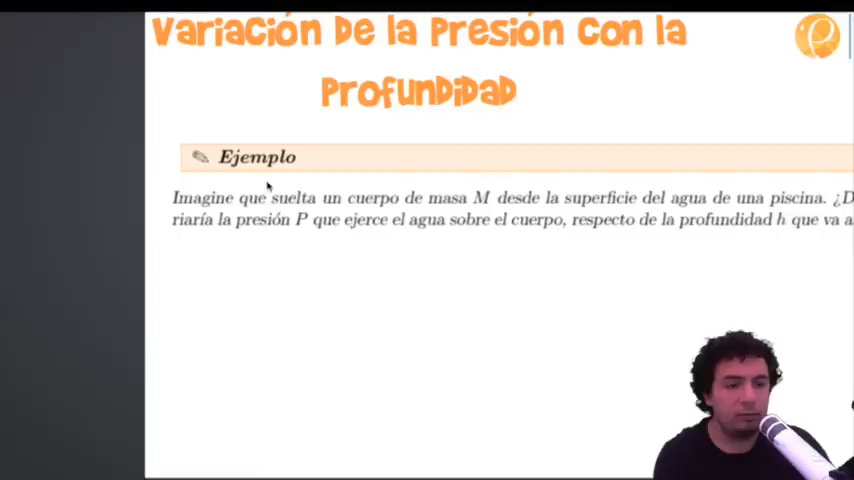 Variación de la Presión con la
Profundidad
Ejemplo
Imagine que suelta un cuerpo de masa M desde la superficie del agua de una piscina. ¿D
riaría la presión P que ejerce el agua sobre el cuerpo, respecto de la profundidad h que va a